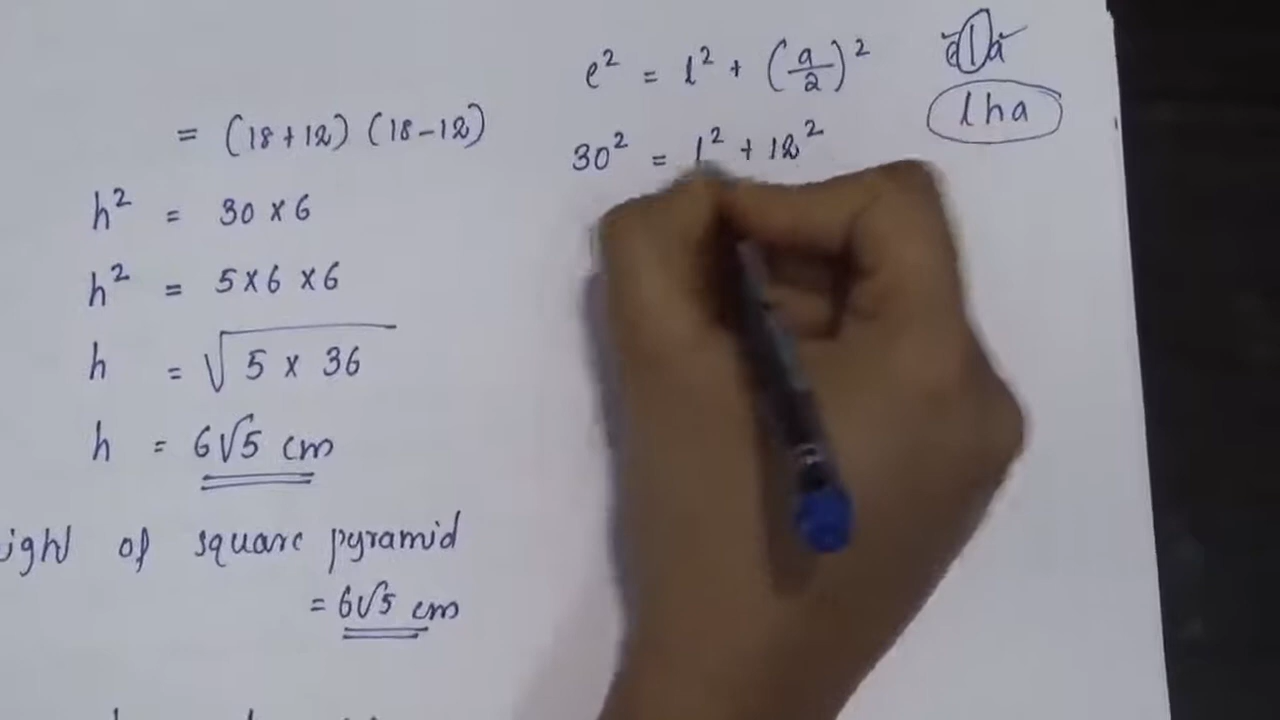 = (18+12) (18-12)
h² = 30 × 6
h² = 5×6 ×6
h = √5 × 36
h = 6√5 cm
of square pyramid
= 6√5 cm
e² = l² + (a/2)²
30² = l² + 12²
l h a